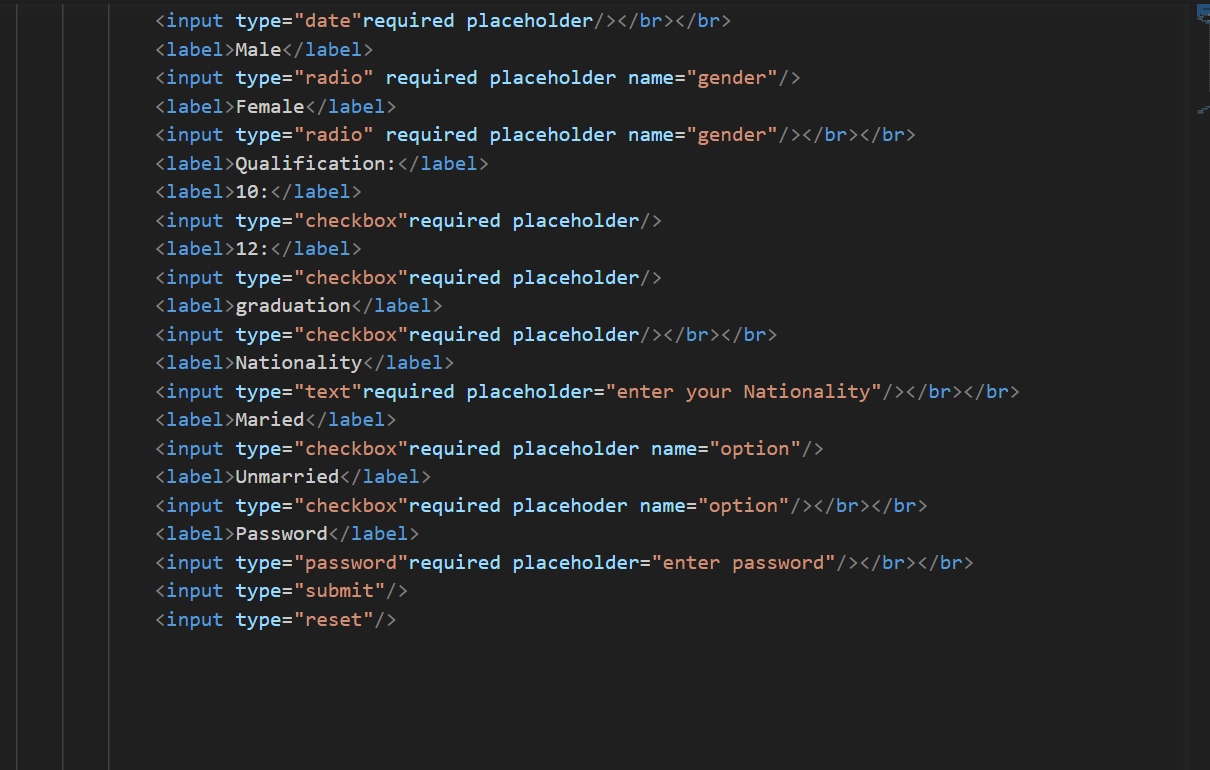 <input type="date"required placeholder/></br></br>
<label>Male</label>
<input type="radio" required placeholder name="gender"/>
<label>Female</label>
<input type="radio" required placeholder name="gender"/></br></br>
<label>Qualification:</label>
<label>10:</label>
<input type="checkbox"required placeholder/>
<label>12:</label>
<input type="checkbox"required placeholder/>
<label>graduation</label>
<input type="checkbox"required placeholder/></br></br>
<label>Nationality</label>
<input type="text"required placeholder="enter your Nationality"/></br></br>
<label>Maried</label>
<input type="checkbox"required placeholder name="option"/>
<label>Unmarried</label>
<input type="checkbox"required placehoder name="option"/></br></br>
<label>Password</label>
<input type="password"required placeholder="enter password"/></br></br>
<input type="submit"/>
<input type="reset"/>